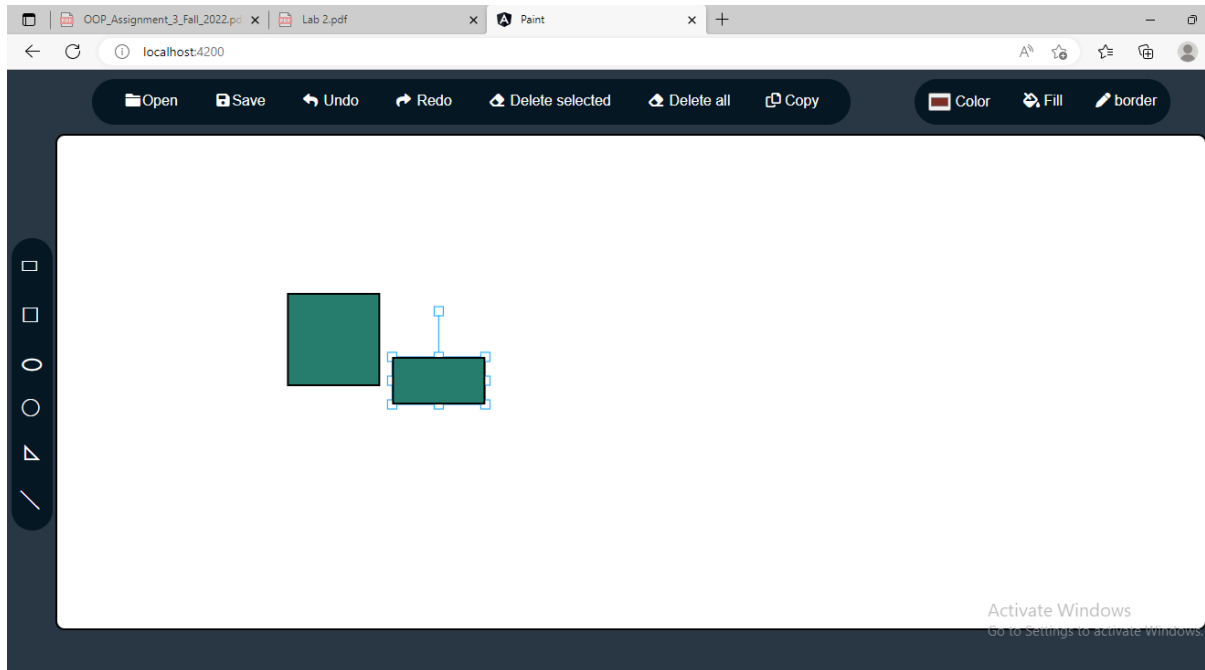 OOP_Assignment_3_Fall_2022.pd Lab 2.pdf Paint
localhost:4200
Open Save Undo Redo Delete selected Delete all Copy Color Fill border
Activate Windows
Go to Settings to activate Windows.